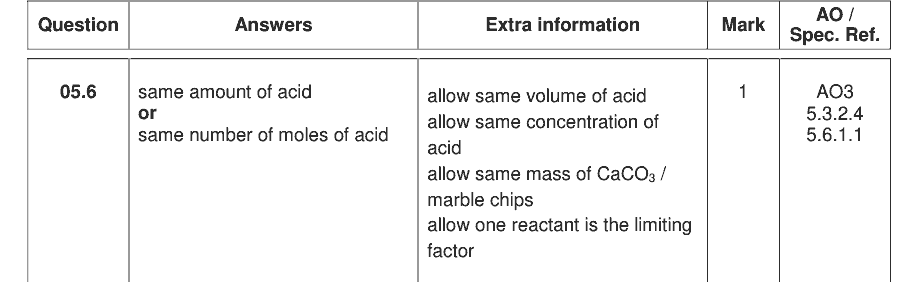 Question Answers Extra information Mark AO /
Spec. Ref.
05.6 same amount of acid
or
same number of moles of acid
allow same volume of acid
allow same concentration of
acid
allow same mass of CaCO₃ /
marble chips
allow one reactant is the limiting
factor
1
AO3
5.3.2.4
5.6.1.1